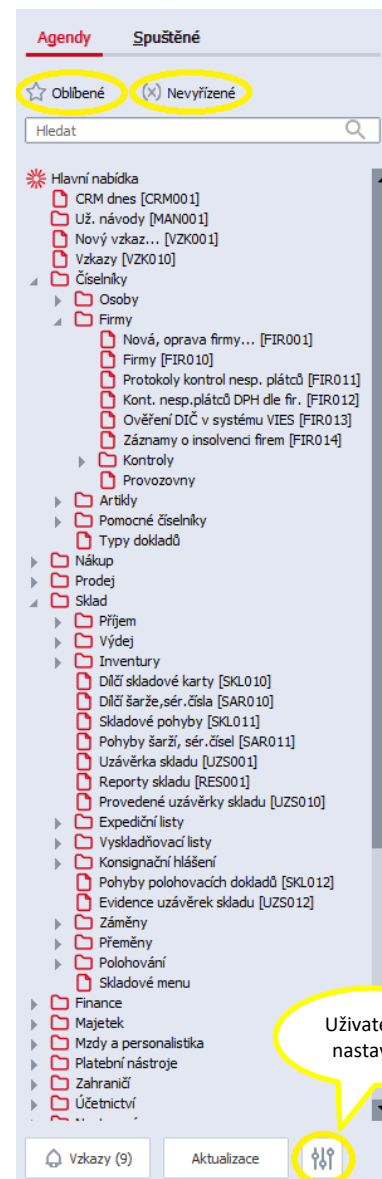 Agendy Spuštěné
Oblíbené (x) Nevyřízené
Hledat
Hlavní nabídka
CRM dnes [CRM001]
Už. návody [MAN001]
Nový vzkaz... [VZK001]
Vzkazy [VZK010]
Číselníky
Osoby
Firmy
Nová, oprava firmy... [FIR001]
Firmy [FIR010]
Protokoly kontrol nesp. plátců [FIR011]
Kont. nesp.plátců DPH dle fir. [FIR012]
Ověření DIČ v systému VIES [FIR013]
Záznamy o insolvenci firem [FIR014]
Kontroly
Provozovny
Artikly
Pomocné číselníky
Typy dokladů
Nákup
Prodej
Sklad
Příjem
Výdej
Inventury
Dílčí skladové karty [SKL010]
Dílčí šarže,sér.čísla [SAR010]
Skladové pohyby [SKL011]
Pohyby šarží, sér.čísel [SAR011]
Uzávěrka skladu [UZS001]
Reporty skladu [RES001]
Provedené uzávěrky skladu [UZS010]
Expediční listy
Vyskladňovací listy
Konsignační hlášení
Pohyby polohovacích dokladů [SKL012]
Evidence uzávěrek skladu [UZS012]
Záměny
Přeměny
Polohování
Skladové menu
Finance
Majetek
Mzdy a personalistika
Platební nástroje
Zahraničí
Účetnictví
Uživate
nastav
Vzkazy (9) Aktualizace